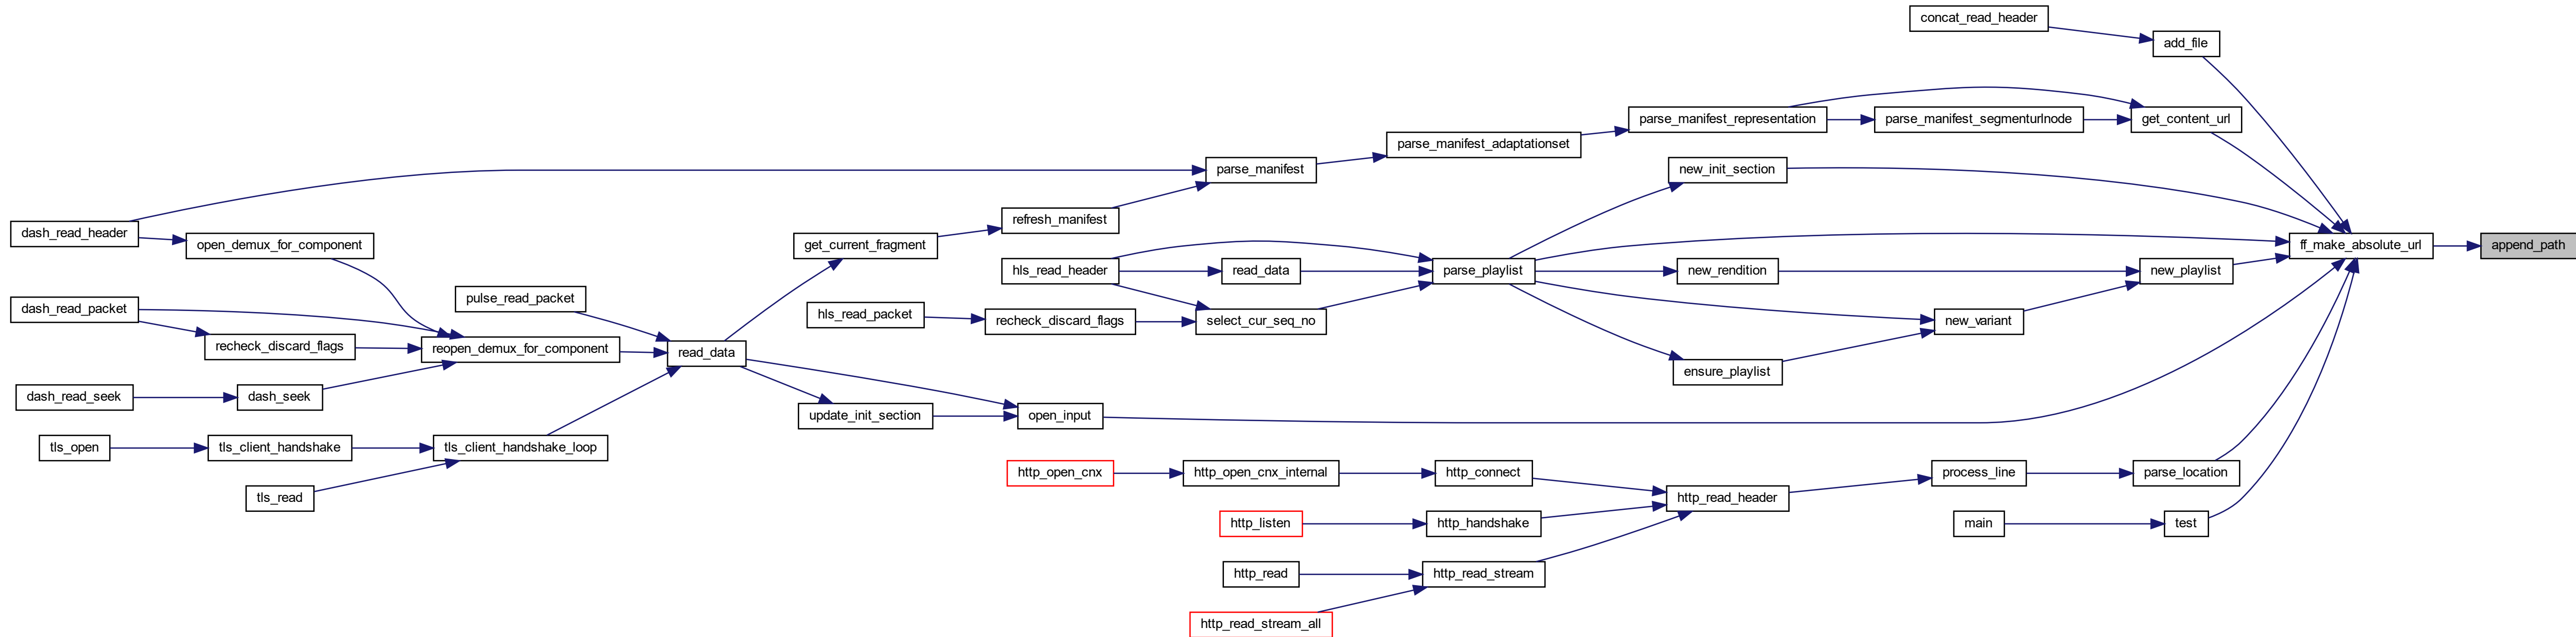 concat_read_header
add_file
parse_manifest_representation
parse_manifest_segmenturlnode
get_content_url
parse_manifest_adaptationset
parse_manifest
new_init_section
refresh_manifest
dash_read_header
open_demux_for_component
get_current_fragment
ff_make_absolute_url
append_path
hls_read_header
read_data
parse_playlist
new_rendition
new_playlist
pulse_read_packet
dash_read_packet
hls_read_packet
recheck_discard_flags
select_cur_seq_no
new_variant
recheck_discard_flags
reopen_demux_for_component
read_data
ensure_playlist
dash_read_seek
dash_seek
update_init_section
open_input
tls_open
tls_client_handshake
tls_client_handshake_loop
http_open_cnx
http_open_cnx_internal
http_connect
process_line
parse_location
tls_read
http_read_header
http_listen
http_handshake
main
test
http_read
http_read_stream
http_read_stream_all